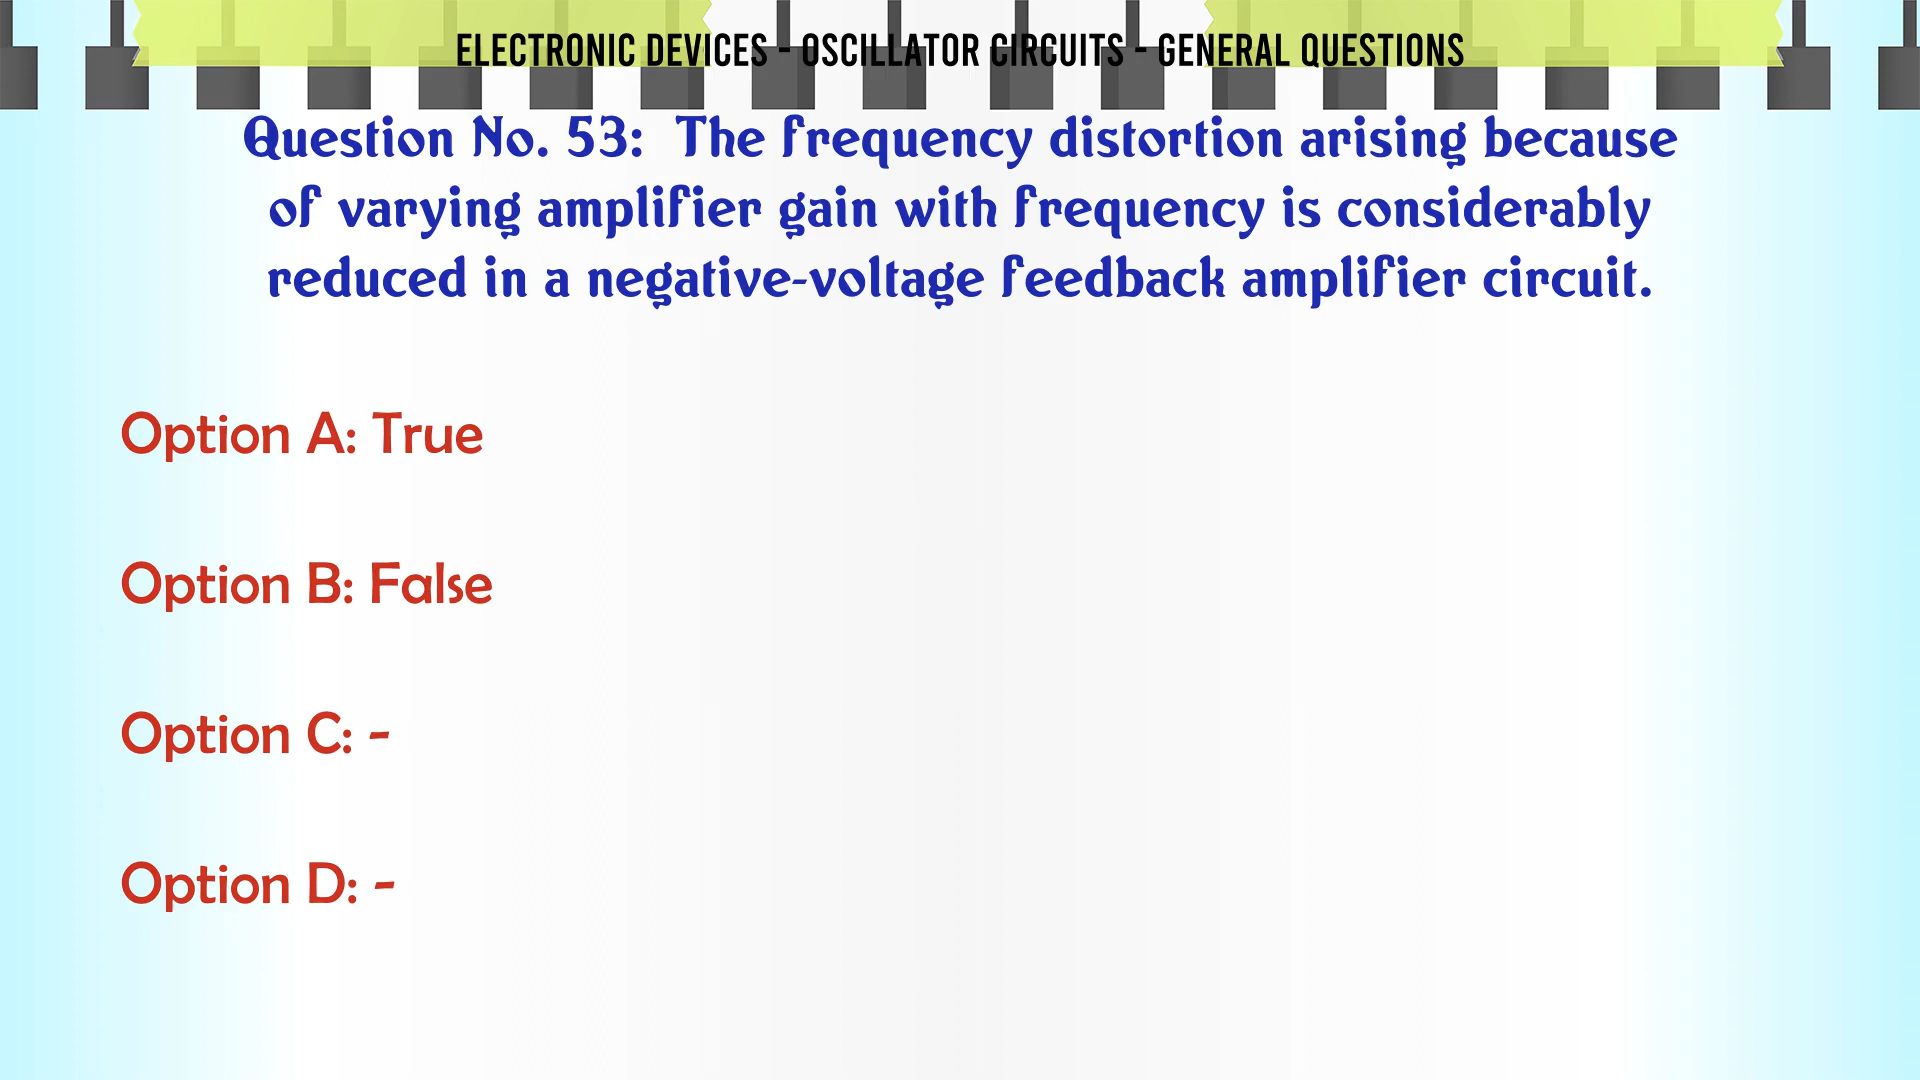 ELECTRONIC DEVICES - OSCILLATOR CIRCUITS - GENERAL QUESTIONS
Question No. 53: The frequency distortion arising because
of varying amplifier gain with frequency is considerably
reduced in a negative-voltage feedback amplifier circuit.
Option A: True
Option B: False
Option C: -
Option D: -